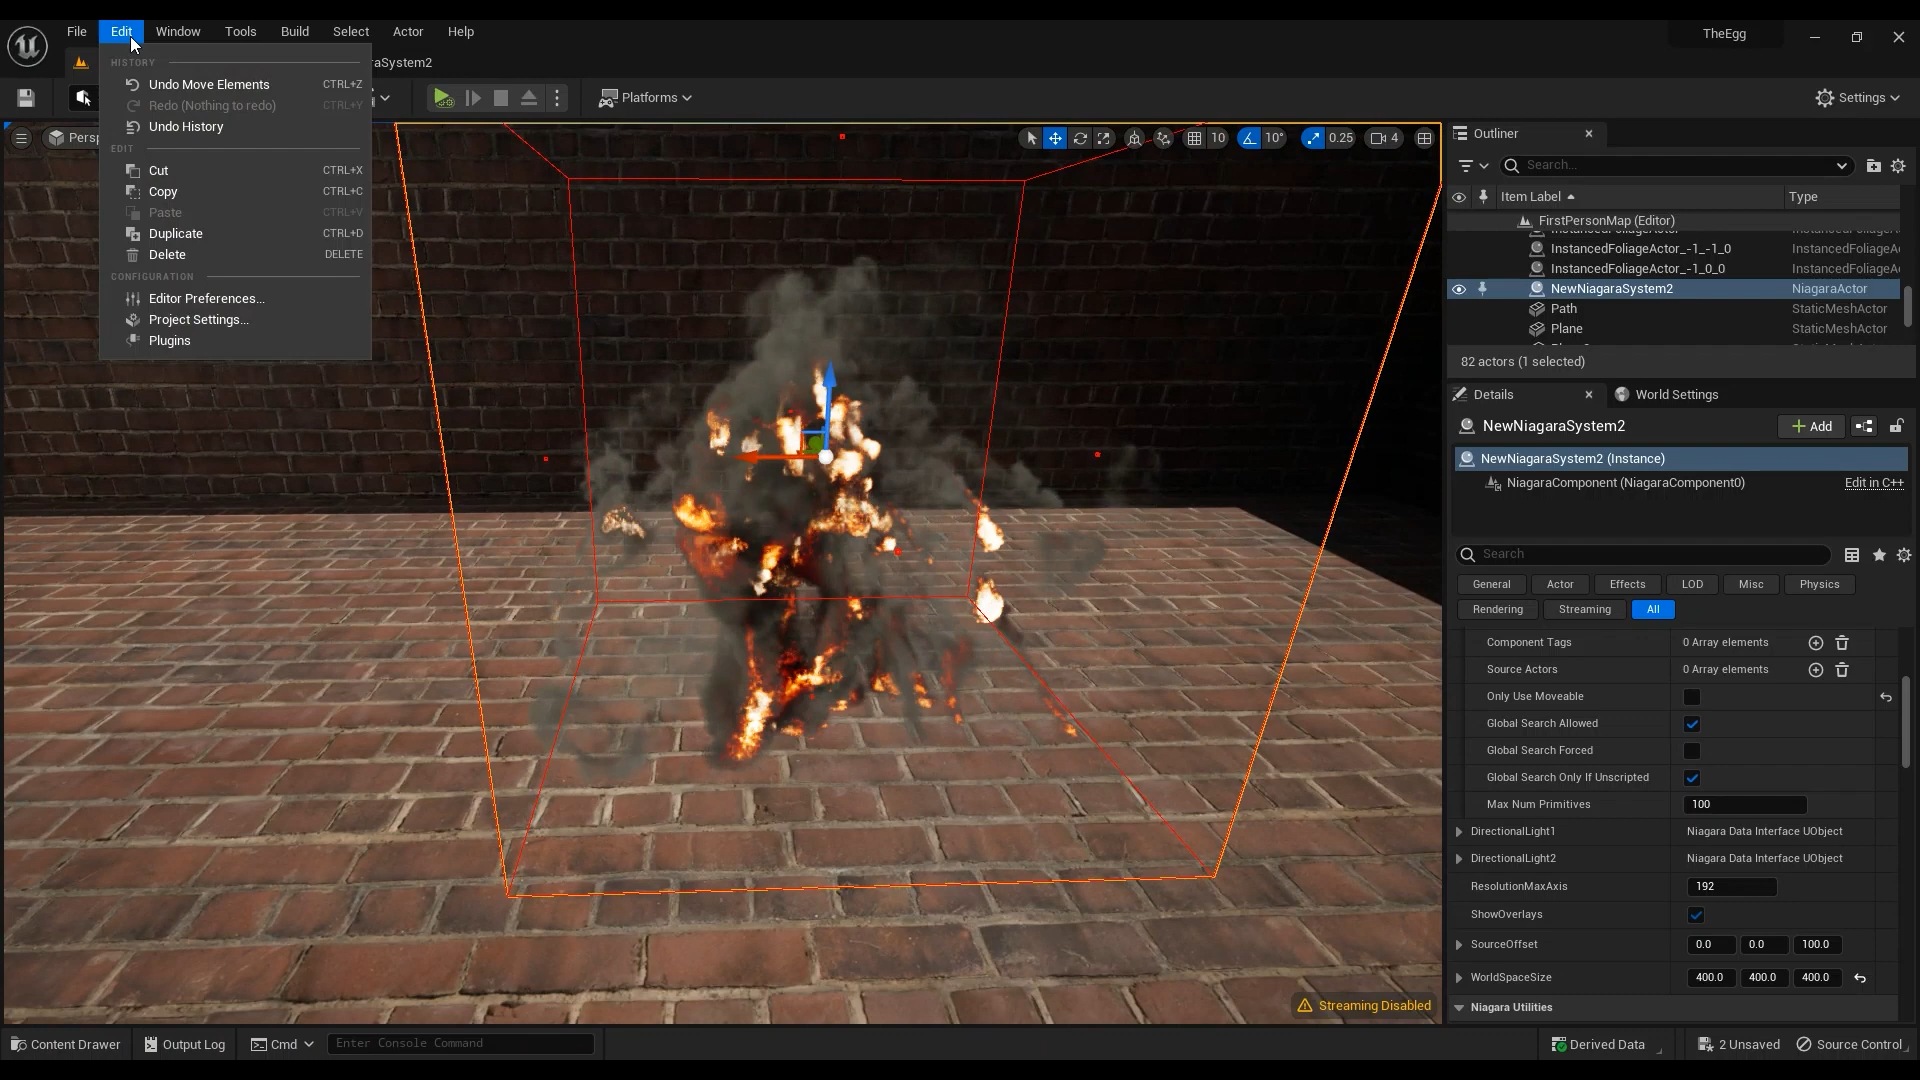 File Edit Window Tools Build Select Actor Help
TheEgg
aSystem2
HISTORY
Undo Move Elements CTRL+Z
Redo (Nothing to redo) CTRL+Y
Undo History
EDIT
Cut CTRL+X
Copy CTRL+C
Paste CTRL+V
Duplicate CTRL+D
Delete DELETE
CONFIGURATION
Editor Preferences...
Project Settings...
Plugins
Platforms
Settings
Persp
10 10° 0.25 4
Outliner
Search...
Item Label Type
FirstPersonMap (Editor)
InstancedFoliageActor_-1_-1_0 InstancedFoliageA
InstancedFoliageActor_-1_0_0 InstancedFoliageA
NewNiagaraSystem2 NiagaraActor
Path StaticMeshActor
Plane StaticMeshActor
82 actors (1 selected)
Details World Settings
NewNiagaraSystem2 Add
NewNiagaraSystem2 (Instance)
NiagaraComponent (NiagaraComponent0) Edit in C++
Search
General Actor Effects LOD Misc Physics
Rendering Streaming All
Component Tags 0 Array elements
Source Actors 0 Array elements
Only Use Moveable
Global Search Allowed
Global Search Forced
Global Search Only If Unscripted
Max Num Primitives 100
DirectionalLight1 Niagara Data Interface UObject
DirectionalLight2 Niagara Data Interface UObject
ResolutionMaxAxis 192
ShowOverlays
SourceOffset 0.0 0.0 100.0
WorldSpaceSize 400.0 400.0 400.0
Niagara Utilities
Streaming Disabled
Content Drawer Output Log Cmd Enter Console Command Derived Data 2 Unsaved Source Control